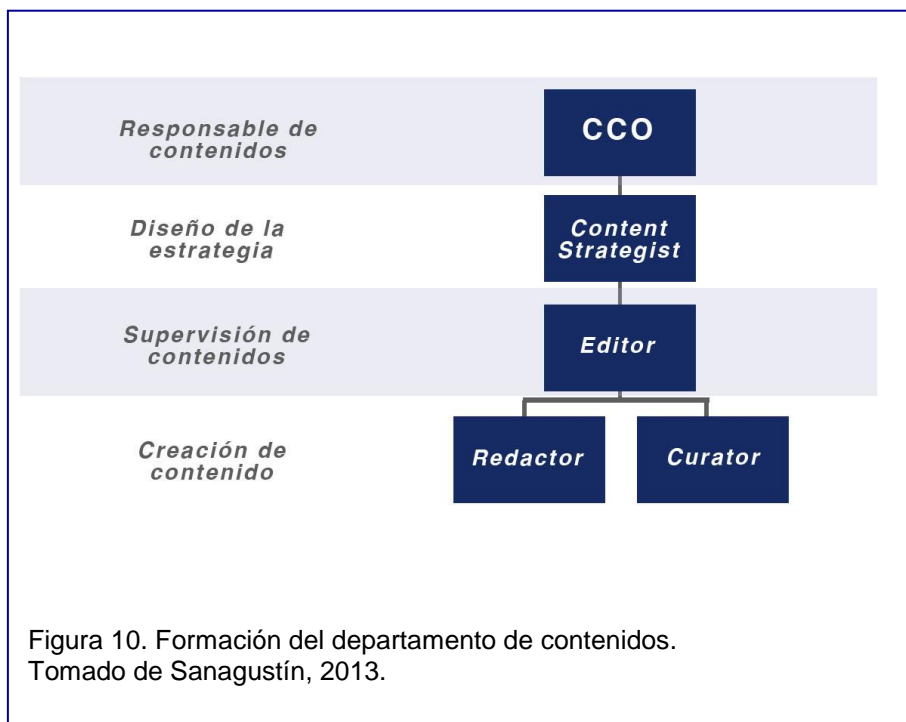 Responsable de
contenidos
CCO
Diseño de la
estrategia
Content
Strategist
Supervisión de
contenidos
Editor
Creación de
contenido
Redactor
Curator
Figura 10. Formación del departamento de contenidos.
Tomado de Sanagustín, 2013.